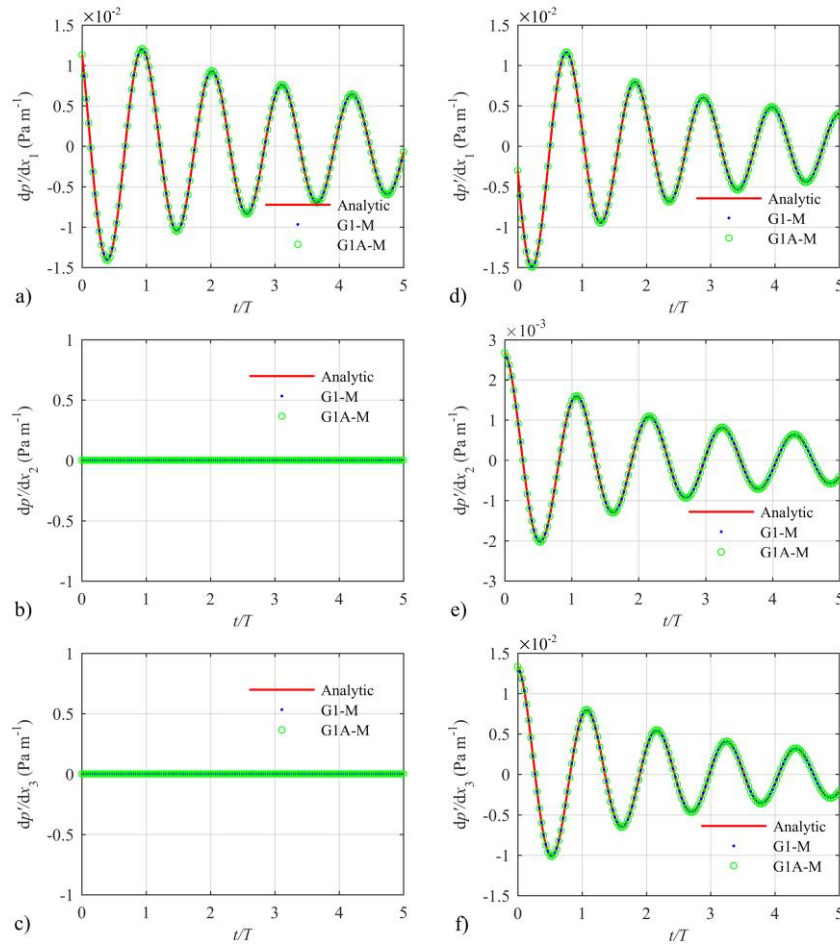 ×10⁻²
1.5
1
0.5
0
-0.5
-1
-1.5
dp'/dx₁ (Pa m⁻¹)
Analytic
G1-M
G1A-M
0 1 2 3 4 5
t/T
a)
1
0.5
0
-0.5
-1
dp'/dx₂ (Pa m⁻¹)
Analytic
G1-M
G1A-M
0 1 2 3 4 5
t/T
b)
1
0.5
0
-0.5
-1
dp'/dx₃ (Pa m⁻¹)
Analytic
G1-M
G1A-M
0 1 2 3 4 5
t/T
c)
×10⁻²
1.5
1
0.5
0
-0.5
-1
-1.5
dp'/dx₁ (Pa m⁻¹)
Analytic
G1-M
G1A-M
0 1 2 3 4 5
t/T
d)
×10⁻³
3
2
1
0
-1
-2
-3
dp'/dx₂ (Pa m⁻¹)
Analytic
G1-M
G1A-M
0 1 2 3 4 5
t/T
e)
×10⁻²
1.5
1
0.5
0
-0.5
-1
-1.5
dp'/dx₃ (Pa m⁻¹)
Analytic
G1-M
G1A-M
0 1 2 3 4 5
t/T
f)